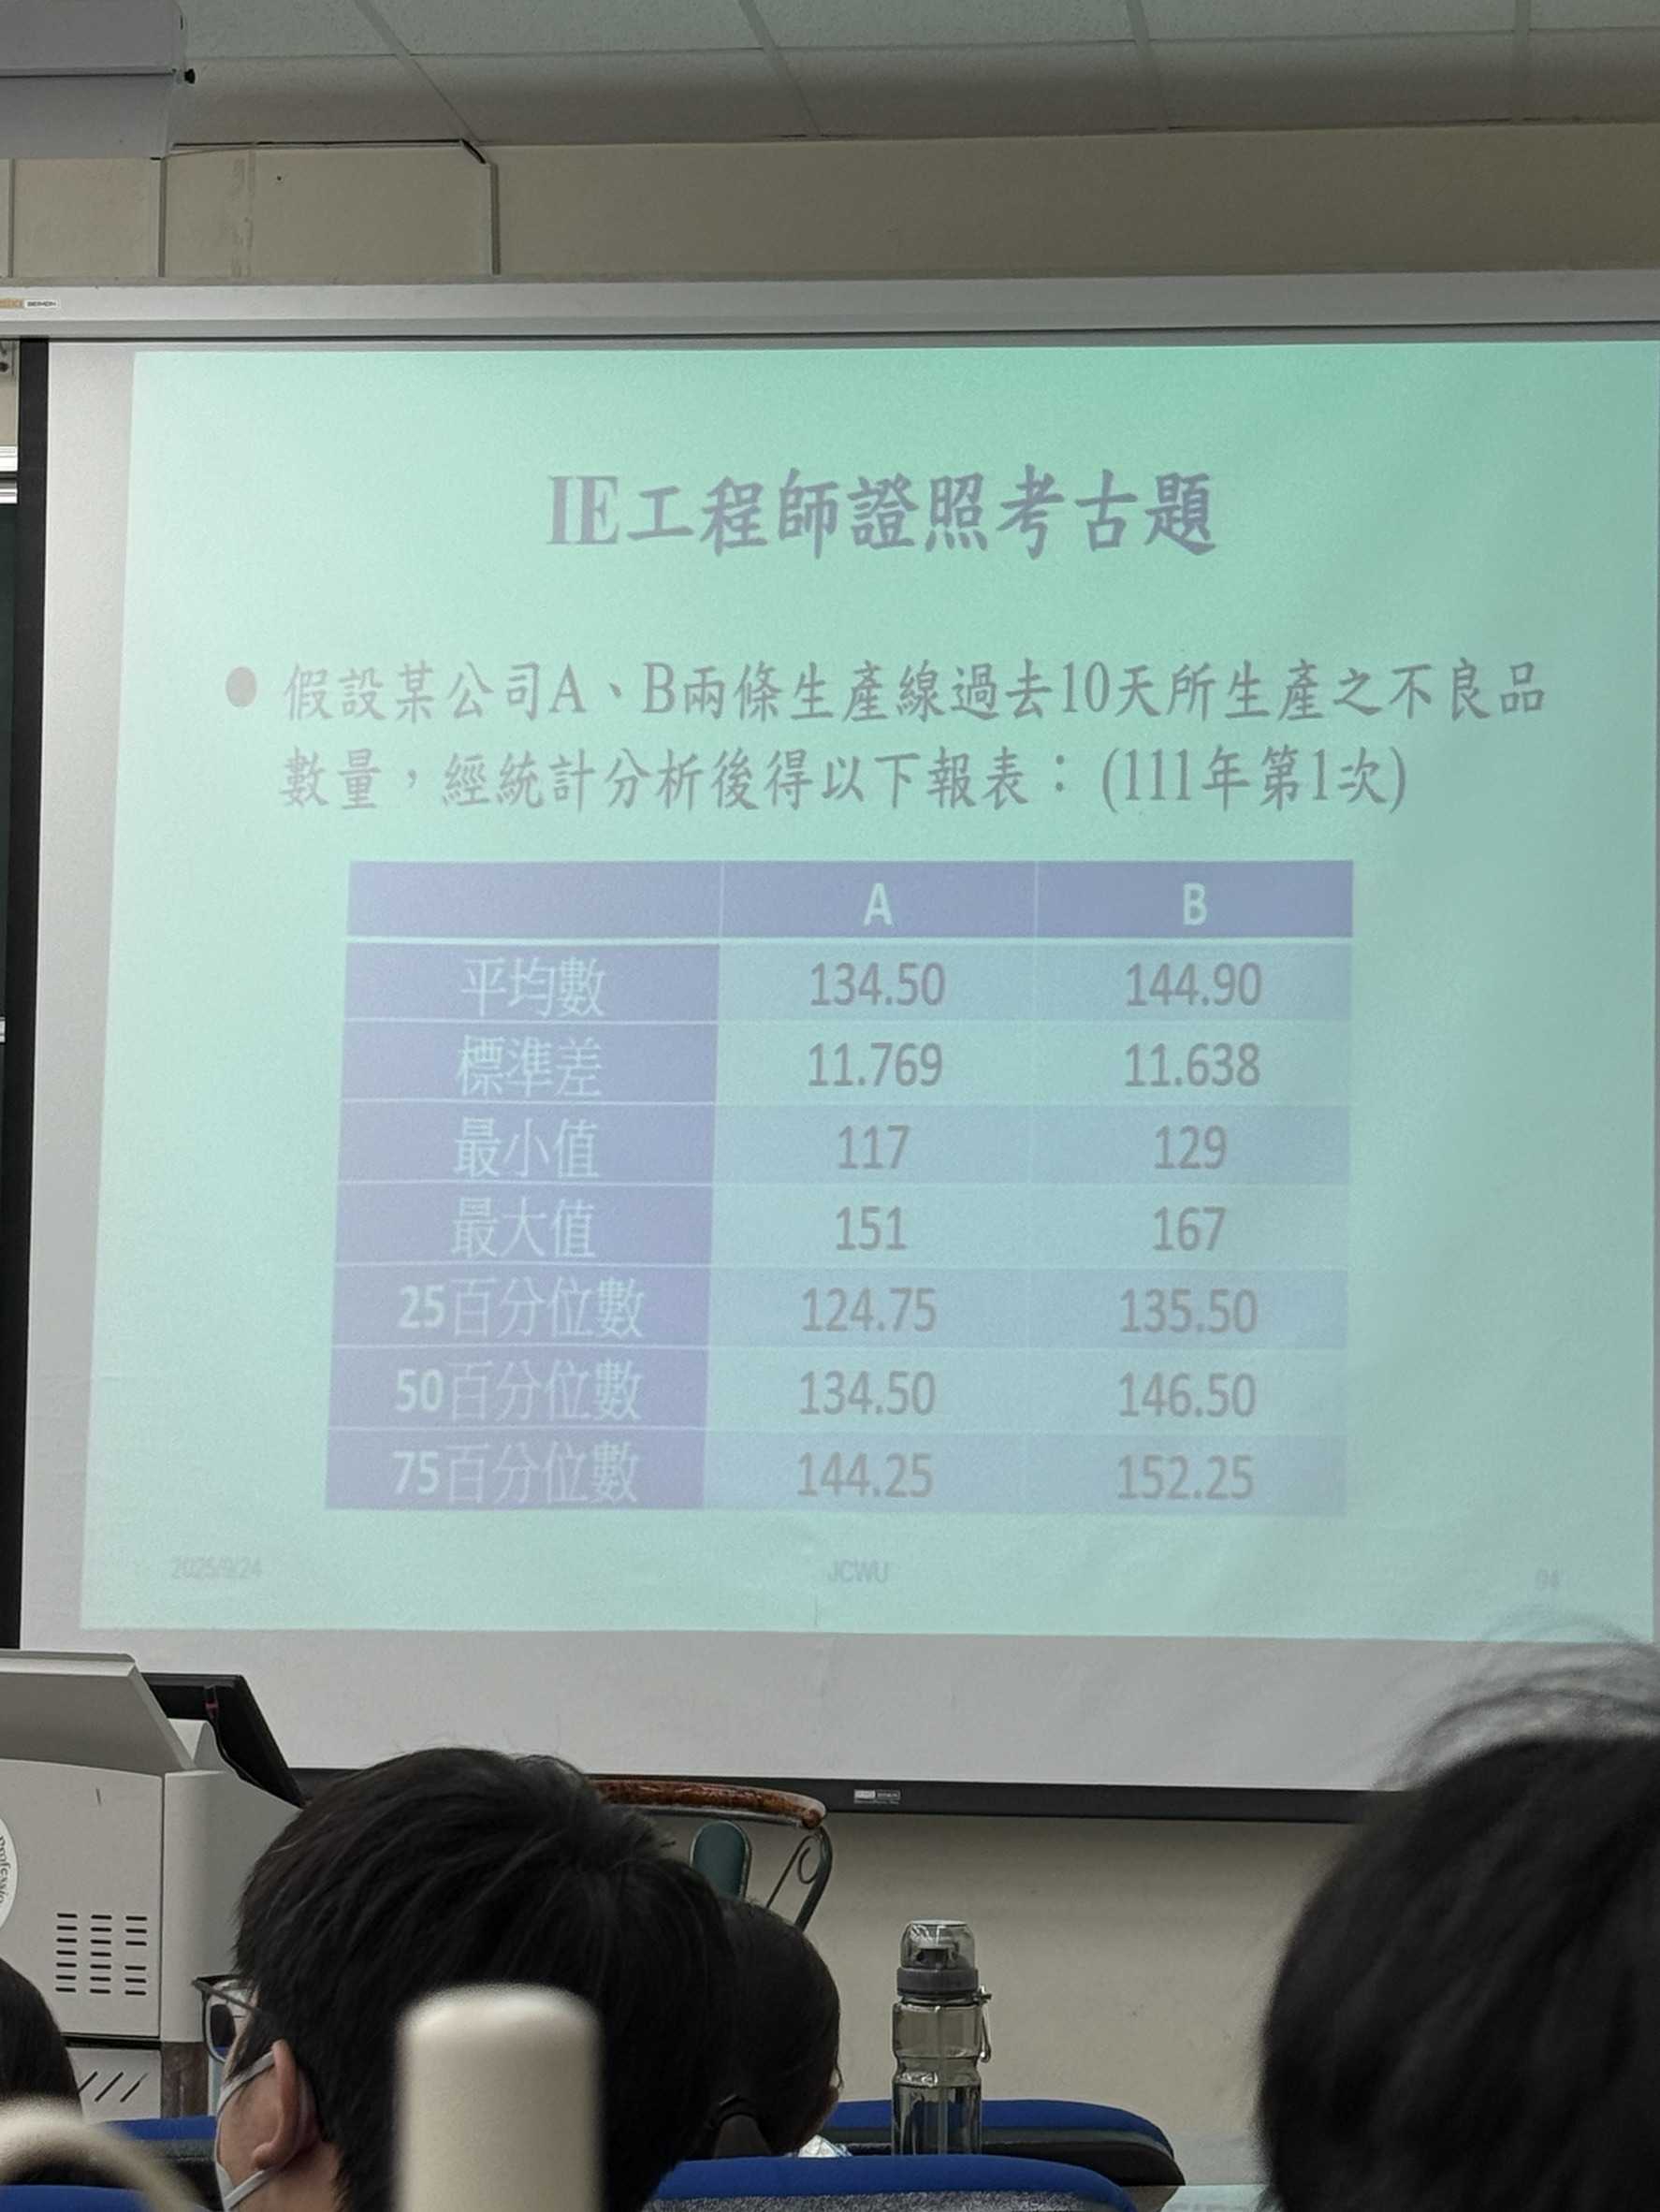 IE工程師證照考古題
● 假設某公司A、B兩條生產線過去10天所生產之不良品
數量，經統計分析後得以下報表：(111年第1次)
A B
平均數 134.50 144.90
標準差 11.769 11.638
最小值 117 129
最大值 151 167
25百分位數 124.75 135.50
50百分位數 134.50 146.50
75百分位數 144.25 152.25
2025/9/24 JCWU 94